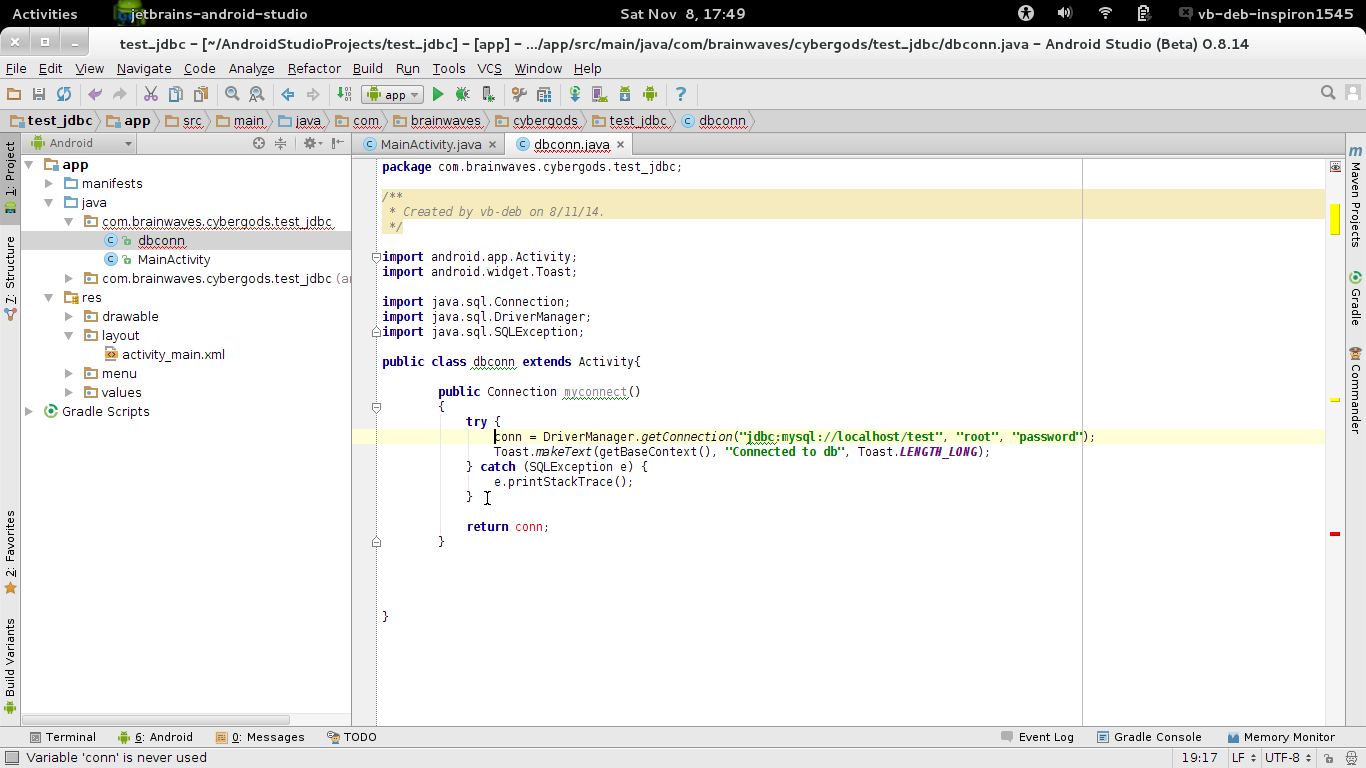 Activities
jetbrains-android-studio
Sat Nov 8, 17:49
vb-deb-inspiron1545
test_jdbc – [~/AndroidStudioProjects/test_jdbc] – [app] – .../app/src/main/java/com/brainwaves/cybergods/test_jdbc/dbconn.java – Android Studio (Beta) 0.8.14
File Edit View Navigate Code Analyze Refactor Build Run Tools VCS Window Help
app
test_jdbc app src main java com brainwaves cybergods test_jdbc dbconn
1: Project
7: Structure
2: Favorites
Build Variants
Android
app
manifests
java
com.brainwaves.cybergods.test_jdbc
dbconn
MainActivity
com.brainwaves.cybergods.test_jdbc (ar
res
drawable
layout
activity_main.xml
menu
values
Gradle Scripts
MainActivity.java dbconn.java
package com.brainwaves.cybergods.test_jdbc;
/**
* Created by vb-deb on 8/11/14.
*/
import android.app.Activity;
import android.widget.Toast;
import java.sql.Connection;
import java.sql.DriverManager;
import java.sql.SQLException;
public class dbconn extends Activity{
public Connection myconnect()
{
try {
conn = DriverManager.getConnection("jdbc:mysql://localhost/test", "root", "password");
Toast.makeText(getBaseContext(), "Connected to db", Toast.LENGTH_LONG);
} catch (SQLException e) {
e.printStackTrace();
}
return conn;
}
}
Maven Projects
Gradle
Commander
Terminal 6: Android 0: Messages TODO
Event Log Gradle Console Memory Monitor
Variable 'conn' is never used
19:17 LF UTF-8